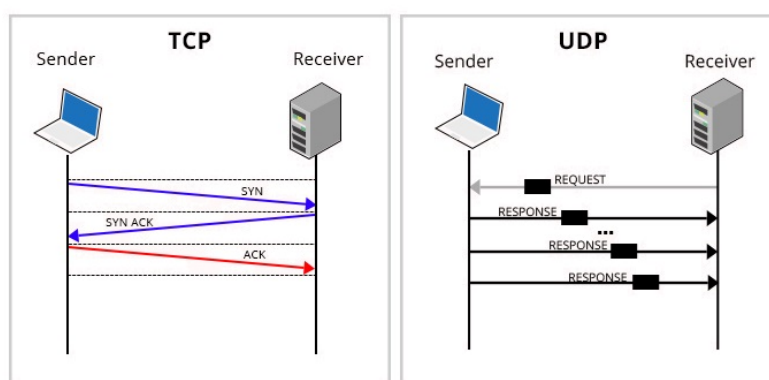 TCP
Sender
Receiver
SYN
SYN ACK
ACK
UDP
Sender
Receiver
REQUEST
RESPONSE
...
RESPONSE
RESPONSE